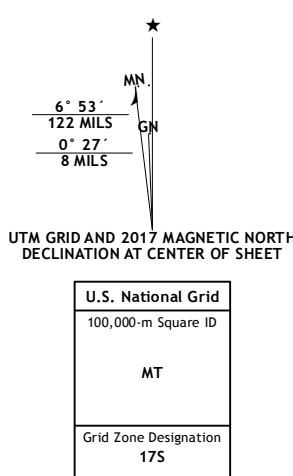 ★
MN
6° 53´
122 MILS
GN
0° 27´
8 MILS
UTM GRID AND 2017 MAGNETIC NORTH
DECLINATION AT CENTER OF SHEET
U.S. National Grid
100,000-m Square ID
MT
Grid Zone Designation
17S